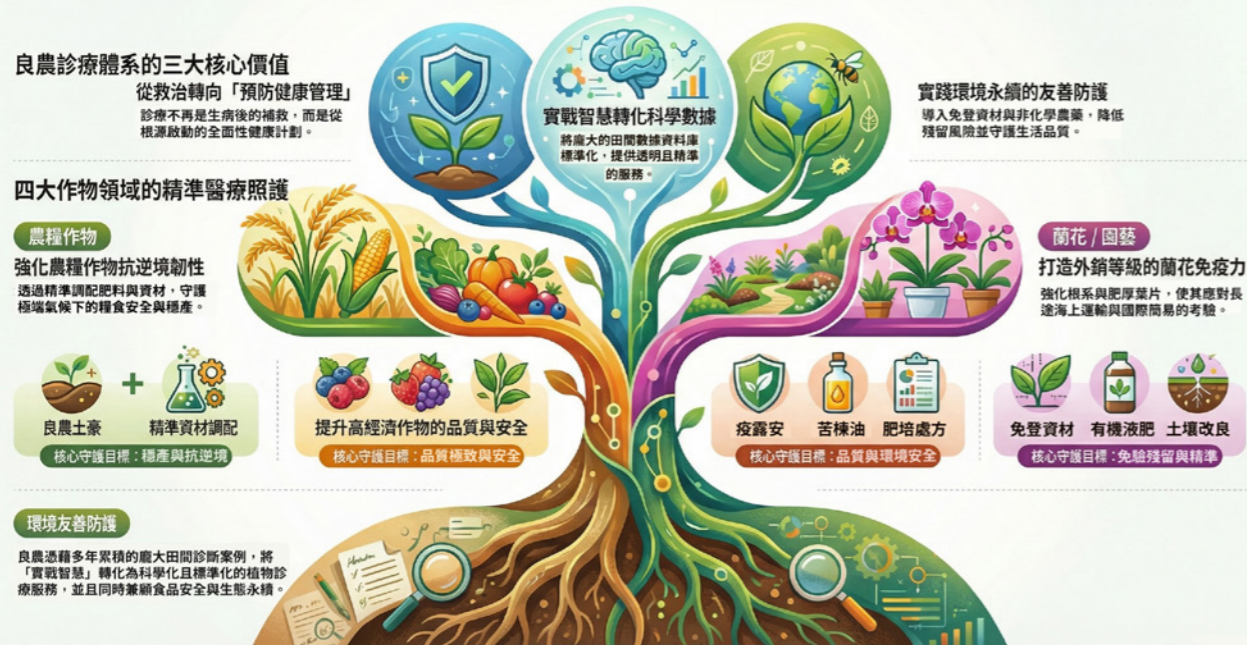 良農診療體系的三大核心價值
從救治轉向「預防健康管理」
診療不再是生病後的補救，而是從
根源啟動的全面性健康計劃。
實戰智慧轉化科學數據
將龐大的田間數據資料庫
標準化，提供透明且精準
的服務。
實踐環境永續的友善防護
導入免登資材與非化學農藥，降低
殘留風險並守護生活品質。
四大作物領域的精準醫療照護
農糧作物
強化農糧作物抗逆境韌性
透過精準調配肥料與資材，守護
極端氣候下的糧食安全與穩產。
蘭花 / 園藝
打造外銷等級的蘭花免疫力
強化根系與肥厚葉片，使其應對長
途海上運輸與國際簡易的考驗。
良農土豪
精準資材調配
核心守護目標：穩產與抗逆境
提升高經濟作物的品質與安全
核心守護目標：品質極致與安全
疫露安
苦楝油
肥培處方
核心守護目標：品質與環境安全
免登資材
有機液肥
土壤改良
核心守護目標：免驗殘留與精準
環境友善防護
良農憑藉多年累積的龐大田間診斷案例，將
「實戰智慧」轉化為科學化且標準化的植物診
療服務，並且同時兼顧食品安全與生態永續。